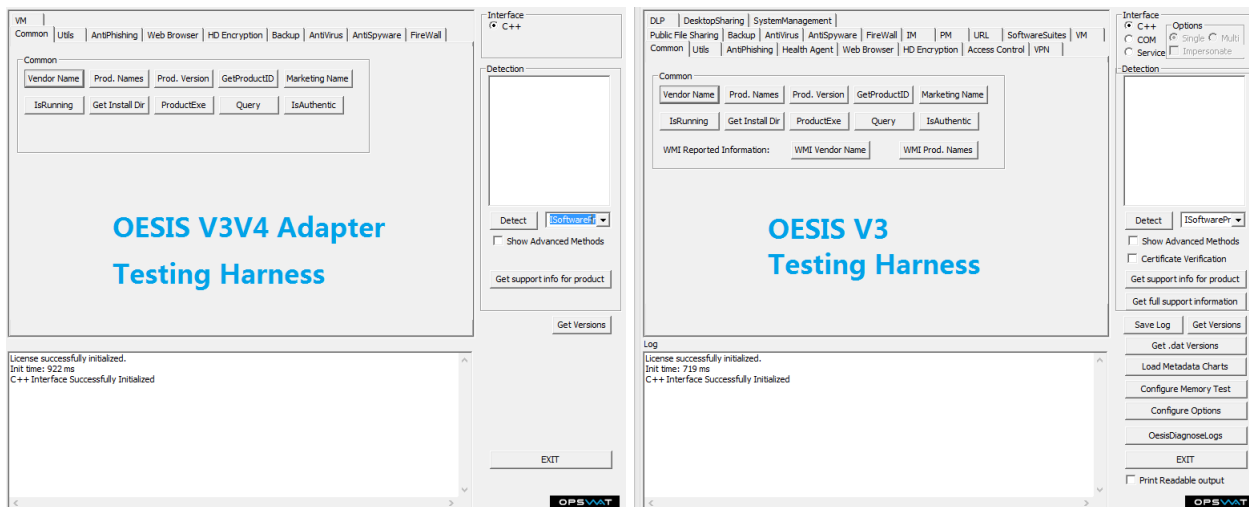 VM
Common Utils AntiPhishing Web Browser HD Encryption Backup AntiVirus AntiSpyware FireWall
Common
Vendor Name Prod. Names Prod. Version GetProductID Marketing Name
IsRunning Get Install Dir ProductExe Query IsAuthentic
OESIS V3V4 Adapter
Testing Harness
Interface
C++
Detection
Detect
Show Advanced Methods
Get support info for product
Get Versions
License successfully initialized.
Init time: 922 ms
C++ Interface Successfully Initialized
EXIT
OPSWAT
DLP DesktopSharing SystemManagement
Public File Sharing Backup AntiVirus AntiSpyware FireWall IM PM URL SoftwareSuites VM
Common Utils AntiPhishing Health Agent Web Browser HD Encryption Access Control VPN
Common
Vendor Name Prod. Names Prod. Version GetProductID Marketing Name
IsRunning Get Install Dir ProductExe Query IsAuthentic
WMI Reported Information: WMI Vendor Name WMI Prod. Names
OESIS V3
Testing Harness
Interface
C++ Options
COM Single Multi
Service Impersonate
Detection
Detect ISoftwarePr
Show Advanced Methods
Certificate Verification
Get support info for product
Get full support information
Save Log Get Versions
Get .dat Versions
Load Metadata Charts
Configure Memory Test
Configure Options
OesisDiagnoseLogs
EXIT
Print Readable output
Log
License successfully initialized.
Init time: 719 ms
C++ Interface Successfully Initialized
OPSWAT